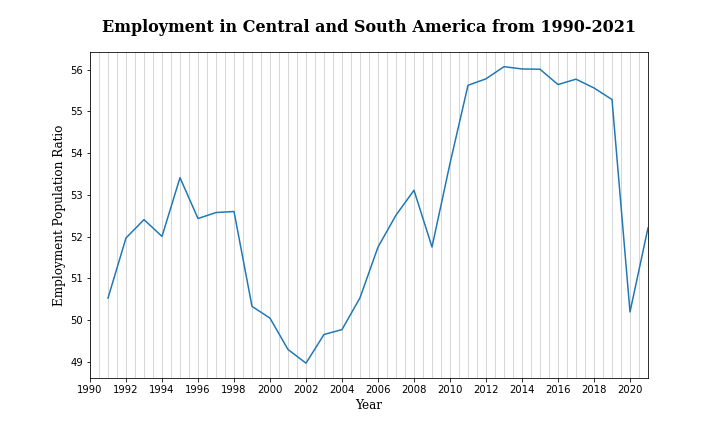 Employment in Central and South America from 1990-2021
Employment Population Ratio
56
55
54
53
52
51
50
49
1990 1992 1994 1996 1998 2000 2002 2004 2006 2008 2010 2012 2014 2016 2018 2020
Year